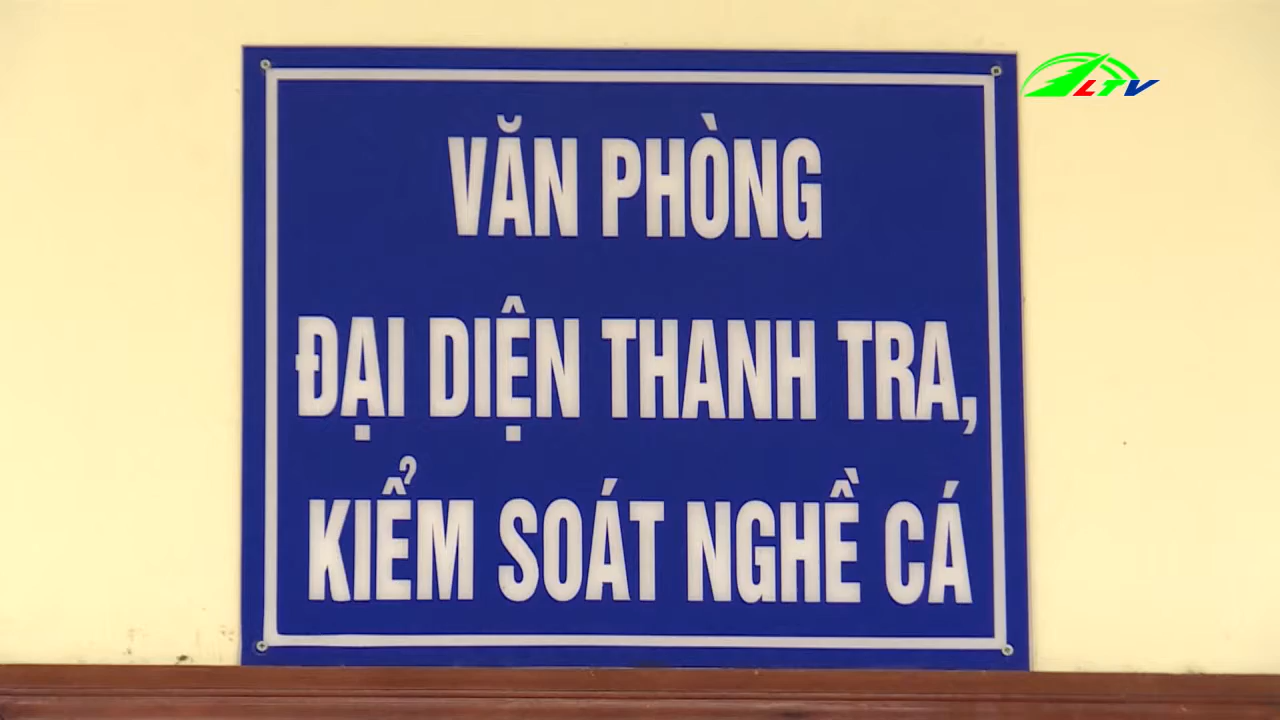 LTV
VĂN PHÒNG
ĐẠI DIỆN THANH TRA,
KIỂM SOÁT NGHỀ CÁ